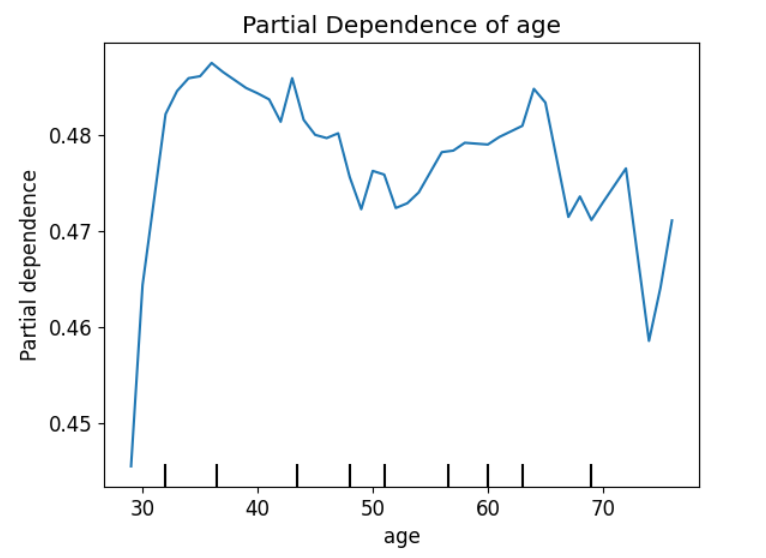 Partial Dependence of age
Partial dependence
0.48
0.47
0.46
0.45
30 40 50 60 70
age